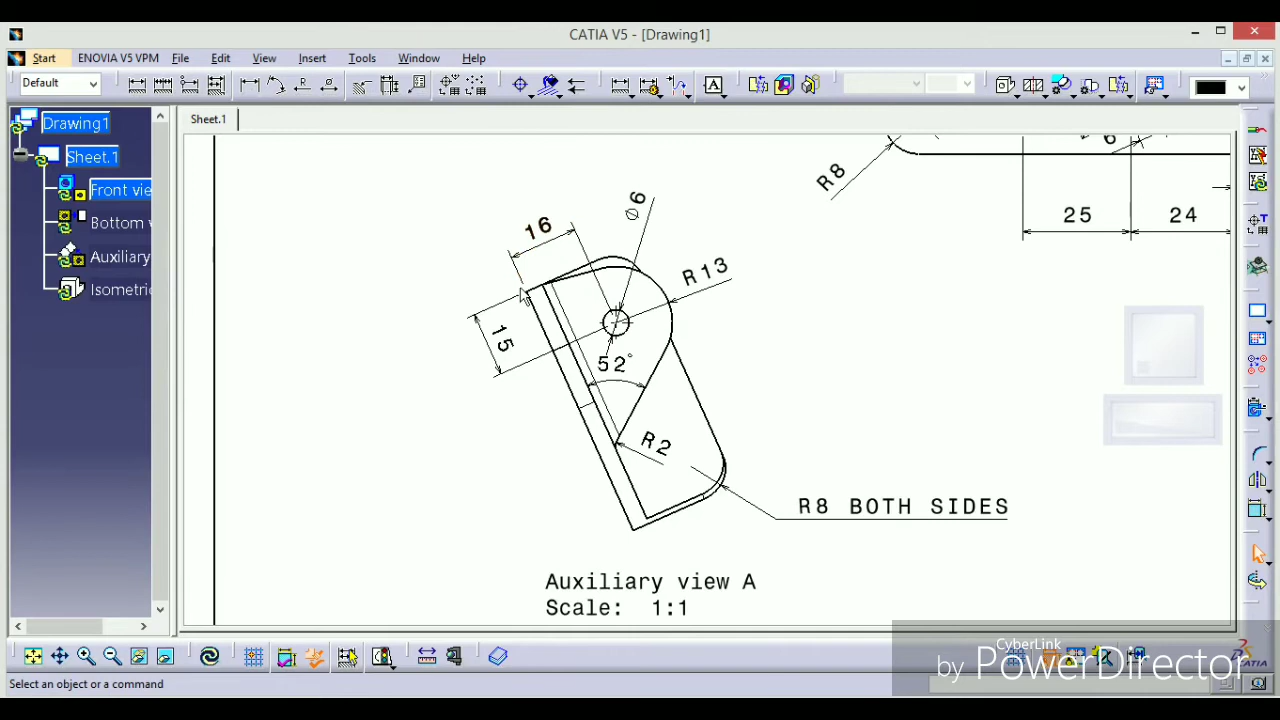 CATIA V5 - [Drawing1]
Start ENOVIA V5 VPM File Edit View Insert Tools Window Help
Default
Drawing1
Sheet.1
Front vie
Bottom v
Auxiliary
Isometri
Sheet.1
R8
6
25
24
16
⌀6
R13
15
52°
R2
R8 BOTH SIDES
Auxiliary view A
Scale: 1:1
CyberLink
by PowerDirector
CATIA
Select an object or a command